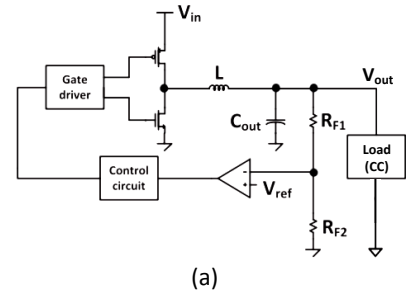 Vin
Gate
driver
L
Vout
Cout
RF1
Load
(CC)
Control
circuit
-
+
Vref
RF2
(a)